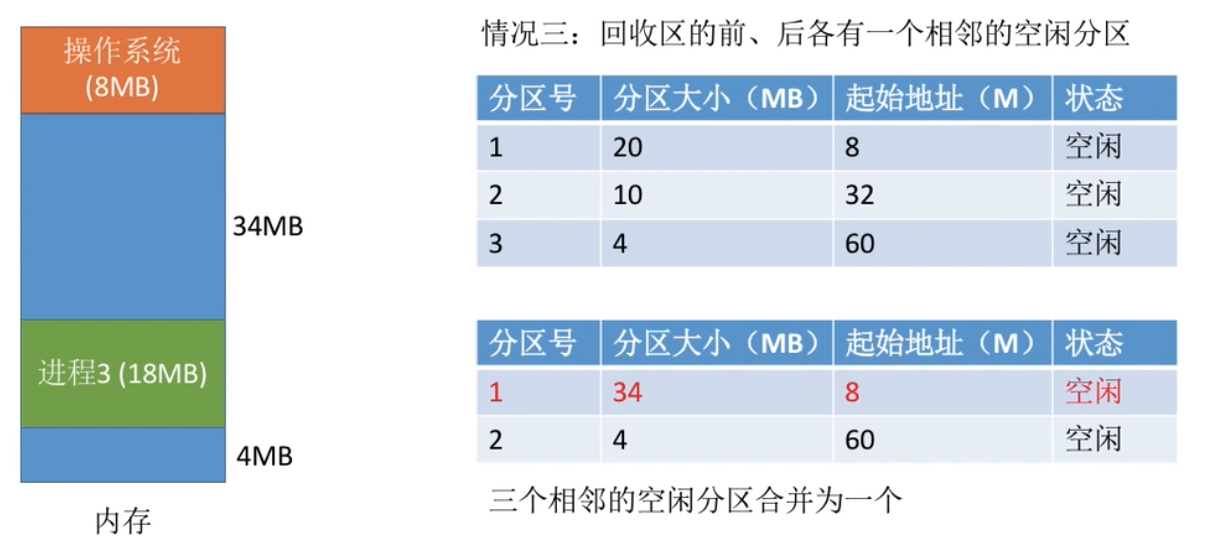 操作系统
(8MB)
34MB
进程3 (18MB)
4MB
内存
情况三：回收区的前、后各有一个相邻的空闲分区
分区号 分区大小（MB） 起始地址（M） 状态
1 20 8 空闲
2 10 32 空闲
3 4 60 空闲
分区号 分区大小（MB） 起始地址（M） 状态
1 34 8 空闲
2 4 60 空闲
三个相邻的空闲分区合并为一个